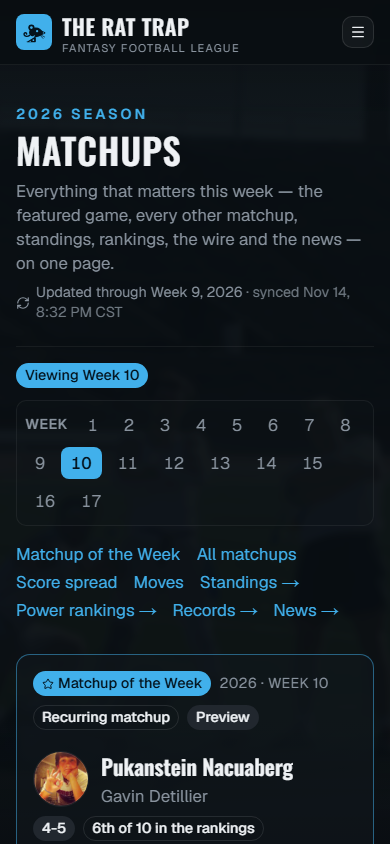 THE RAT TRAP
FANTASY FOOTBALL LEAGUE
2026 SEASON
MATCHUPS
Everything that matters this week — the
featured game, every other matchup,
standings, rankings, the wire and the news —
on one page.
Updated through Week 9, 2026 · synced Nov 14,
8:32 PM CST
Viewing Week 10
WEEK 1 2 3 4 5 6 7 8
9 10 11 12 13 14 15
16 17
Matchup of the Week All matchups
Score spread Moves Standings →
Power rankings → Records → News →
Matchup of the Week 2026 · WEEK 10
Recurring matchup Preview
Pukanstein Nacuaberg
Gavin Detillier
4-5 6th of 10 in the rankings